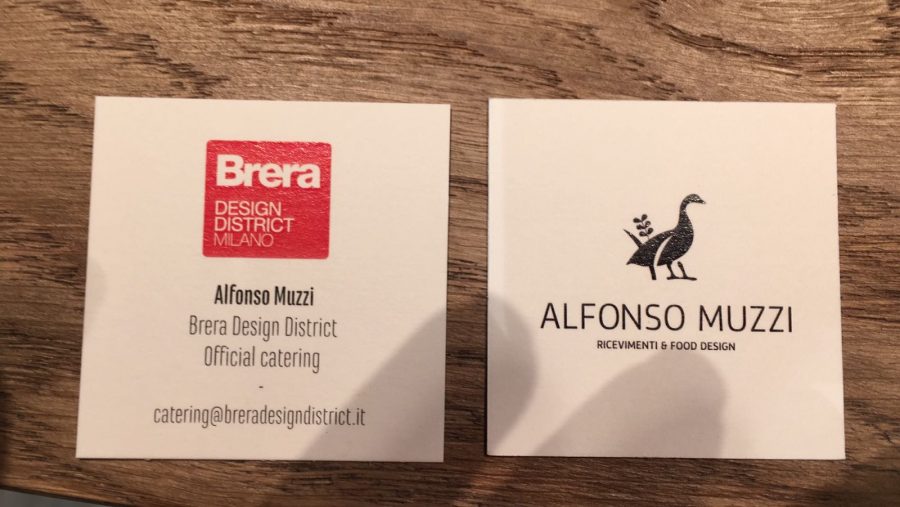 Brera
DESIGN
DISTRICT
MILANO
Alfonso Muzzi
Brera Design District
Official catering
-
catering@breradesigndistrict.it
ALFONSO MUZZI
RICEVIMENTI & FOOD DESIGN